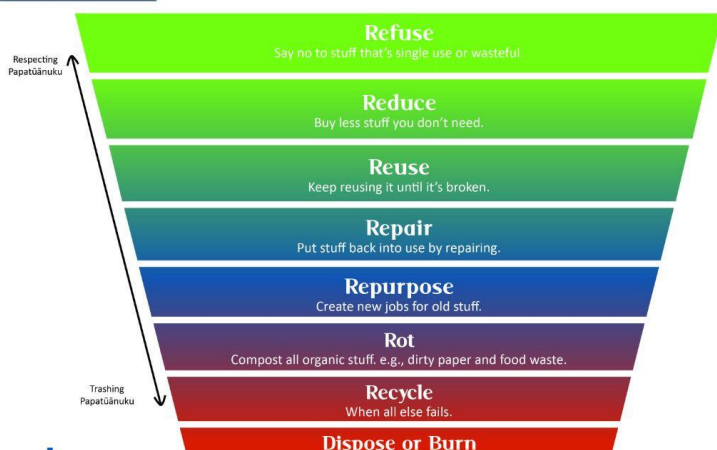 Refuse
Say no to stuff that's single use or wasteful
Respecting
Papatūānuku
Reduce
Buy less stuff you don't need.
Reuse
Keep reusing it until it's broken.
Repair
Put stuff back into use by repairing.
Repurpose
Create new jobs for old stuff.
Rot
Compost all organic stuff. e.g., dirty paper and food waste.
Trashing
Papatūānuku
Recycle
When all else fails.
Dispose or Burn